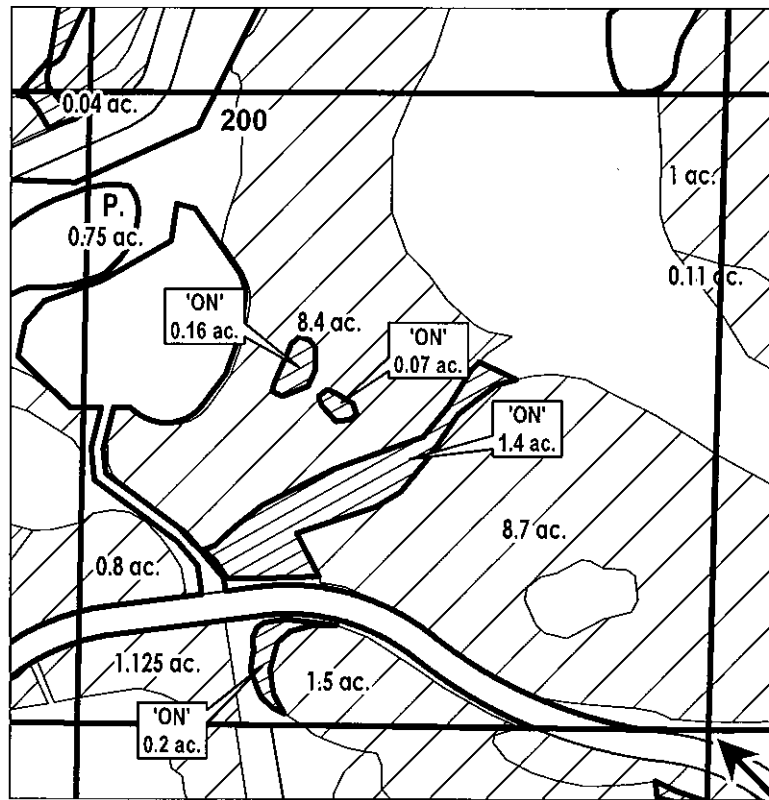 0.04 ac.
200
1 ac.
P.
0.75 ac.
0.11 ac.
'ON'
0.16 ac.
8.4 ac.
'ON'
0.07 ac.
'ON'
1.4 ac.
8.7 ac.
0.8 ac.
1.125 ac.
1.5 ac.
'ON'
0.2 ac.